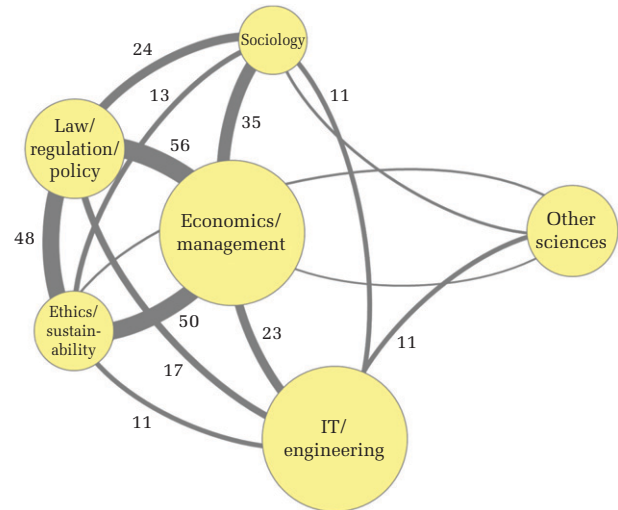 Sociology
24
13
11
35
Law/
regulation/
policy
56
Economics/
management
Other
sciences
48
Ethics/
sustain-
ability
50
23
11
17
11
IT/
engineering